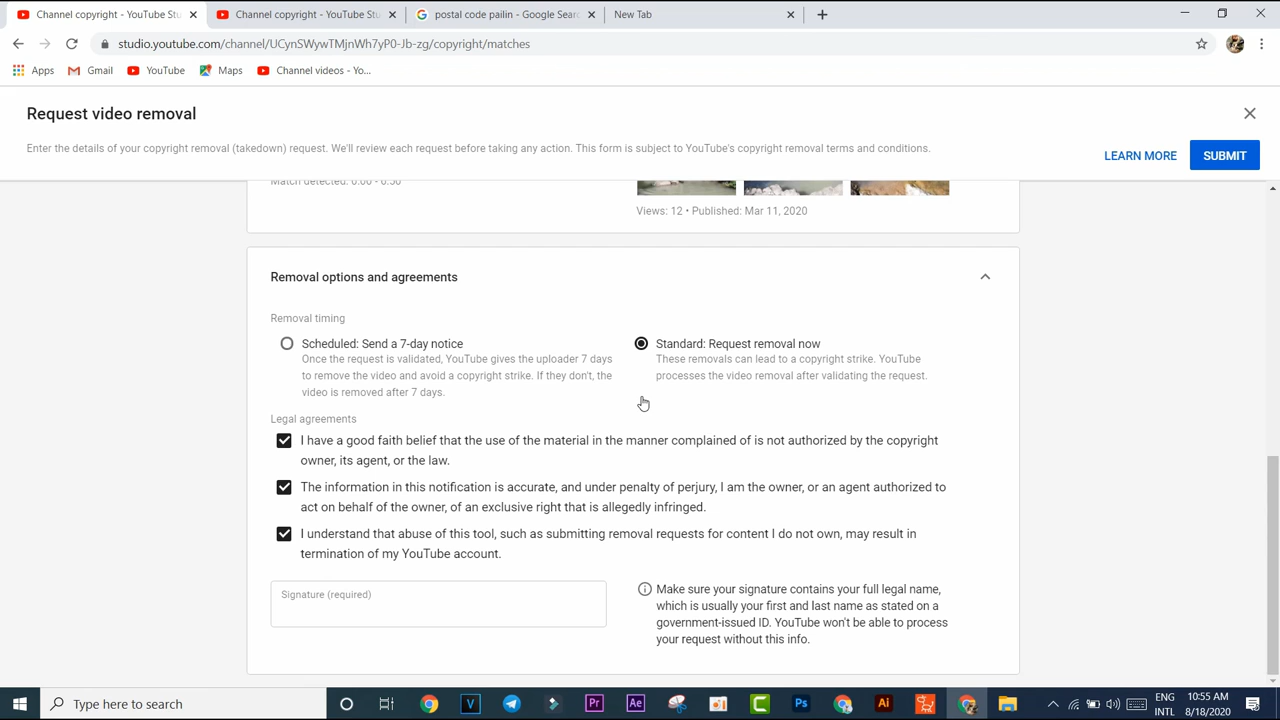 Channel copyright - YouTube Stu
Channel copyright - YouTube Stu
postal code pailin - Google Searc
New Tab
studio.youtube.com/channel/UCynSWywTMjnWh7yP0-Jb-zg/copyright/matches
Apps
Gmail
YouTube
Maps
Channel videos - Yo...
Request video removal
Enter the details of your copyright removal (takedown) request. We'll review each request before taking any action. This form is subject to YouTube's copyright removal terms and conditions.
LEARN MORE
SUBMIT
Match detected: 0:00 - 0:50
Views: 12 • Published: Mar 11, 2020
Removal options and agreements
Removal timing
Scheduled: Send a 7-day notice
Once the request is validated, YouTube gives the uploader 7 days
to remove the video and avoid a copyright strike. If they don't, the
video is removed after 7 days.
Standard: Request removal now
These removals can lead to a copyright strike. YouTube
processes the video removal after validating the request.
Legal agreements
I have a good faith belief that the use of the material in the manner complained of is not authorized by the copyright
owner, its agent, or the law.
The information in this notification is accurate, and under penalty of perjury, I am the owner, or an agent authorized to
act on behalf of the owner, of an exclusive right that is allegedly infringed.
I understand that abuse of this tool, such as submitting removal requests for content I do not own, may result in
termination of my YouTube account.
Signature (required)
Make sure your signature contains your full legal name,
which is usually your first and last name as stated on a
government-issued ID. YouTube won't be able to process
your request without this info.
Type here to search
V
Pr
Ae
Ps
Ai
ENG
INTL
10:55 AM
8/18/2020